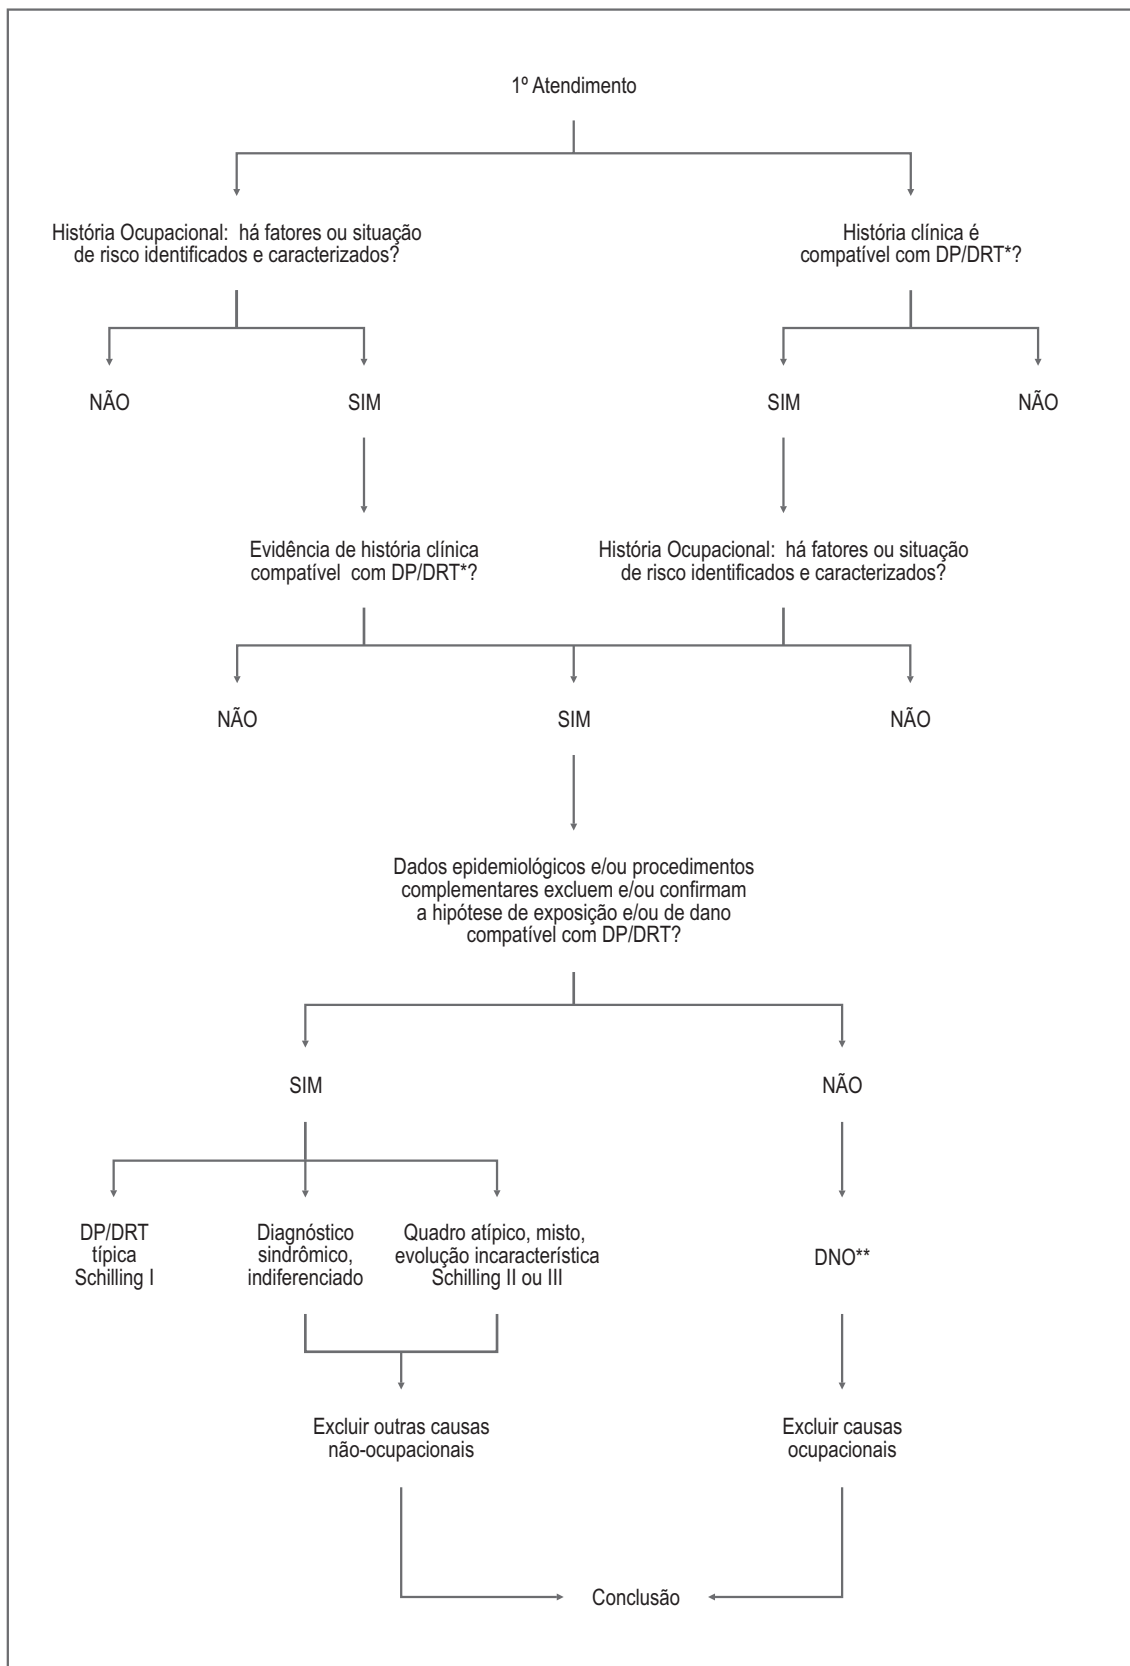 1º Atendimento
História Ocupacional: há fatores ou situação
de risco identificados e caracterizados?
História clínica é
compatível com DP/DRT*?
NÃO
SIM
SIM
NÃO
Evidência de história clínica
compatível com DP/DRT*?
História Ocupacional: há fatores ou situação
de risco identificados e caracterizados?
NÃO
SIM
NÃO
Dados epidemiológicos e/ou procedimentos
complementares excluem e/ou confirmam
a hipótese de exposição e/ou de dano
compatível com DP/DRT?
SIM
NÃO
DP/DRT
típica
Schilling I
Diagnóstico
sindrômico,
indiferenciado
Quadro atípico, misto,
evolução incaracterística
Schilling II ou III
DNO**
Excluir outras causas
não-ocupacionais
Excluir causas
ocupacionais
Conclusão